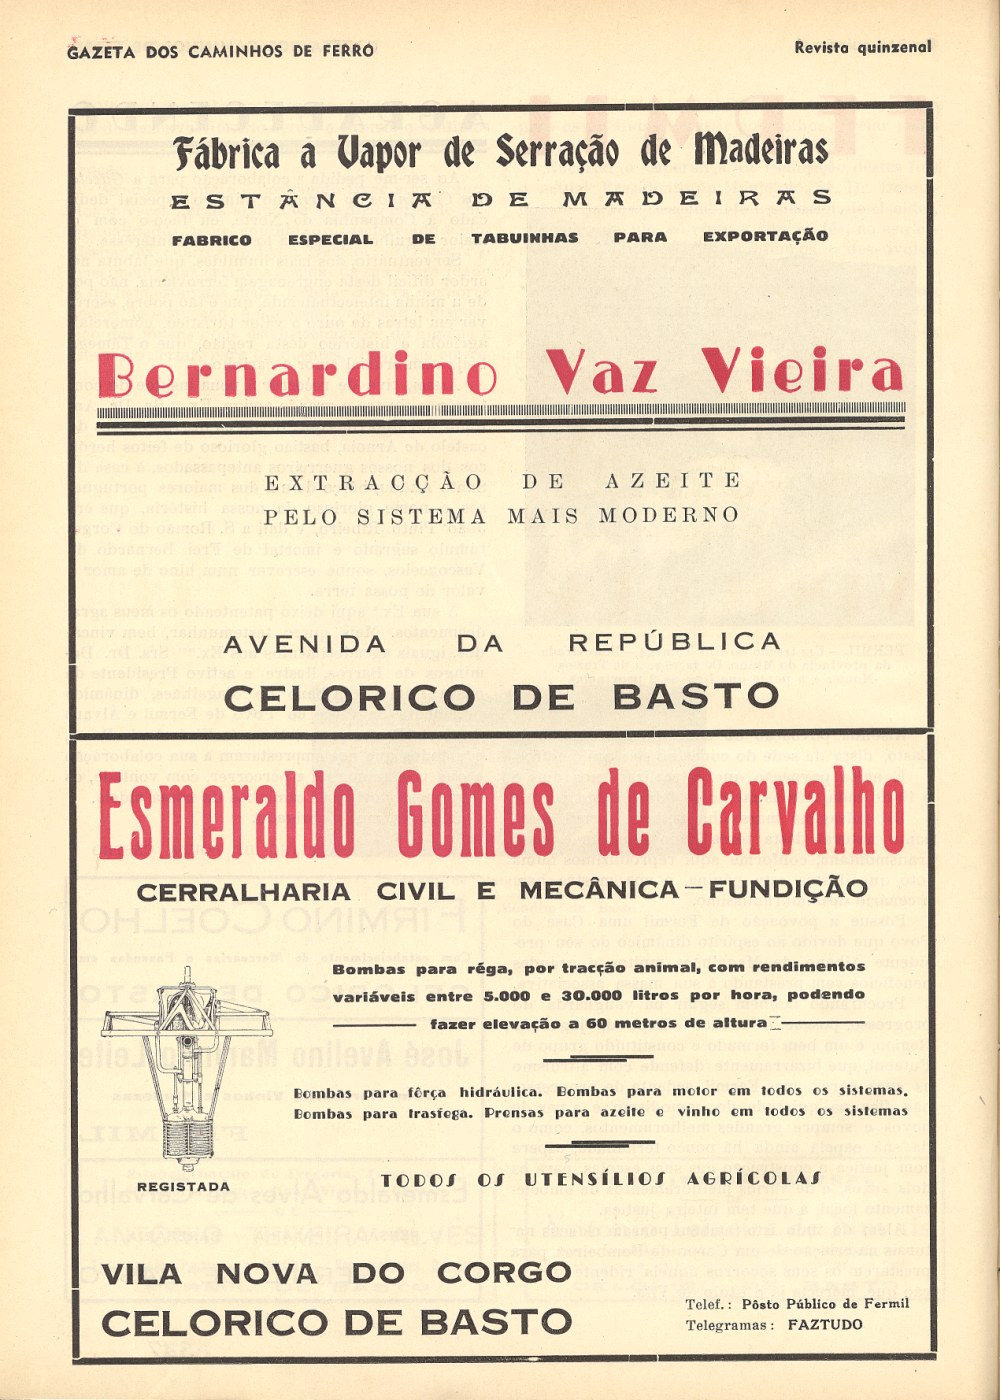 GAZETA DOS CAMINHOS DE FERRO
Revista quinzenal
Fábrica a Vapor de Serração de Madeiras
ESTÂNCIA DE MADEIRAS
FABRICO ESPECIAL DE TABUINHAS PARA EXPORTAÇÃO
Bernardino Vaz Vieira
EXTRACÇÃO DE AZEITE
PELO SISTEMA MAIS MODERNO
AVENIDA DA REPÚBLICA
CELORICO DE BASTO
Esmeraldo Gomes de Carvalho
CERRALHARIA CIVIL E MECÂNICA — FUNDIÇÃO
Bombas para réga, por tracção animal, com rendimentos
variáveis entre 5.000 e 30.000 litros por hora, podendo
fazer elevação a 60 metros de altura
Bombas para fôrça hidráulica. Bombas para motor em todos os sistemas.
Bombas para trasfega. Prensas para azeite e vinho em todos os sistemas
REGISTADA
TODOS OS UTENSÍLIOS AGRÍCOLAS
VILA NOVA DO CORGO
CELORICO DE BASTO
Telef.: Pôsto Público de Fermil
Telegramas: FAZTUDO